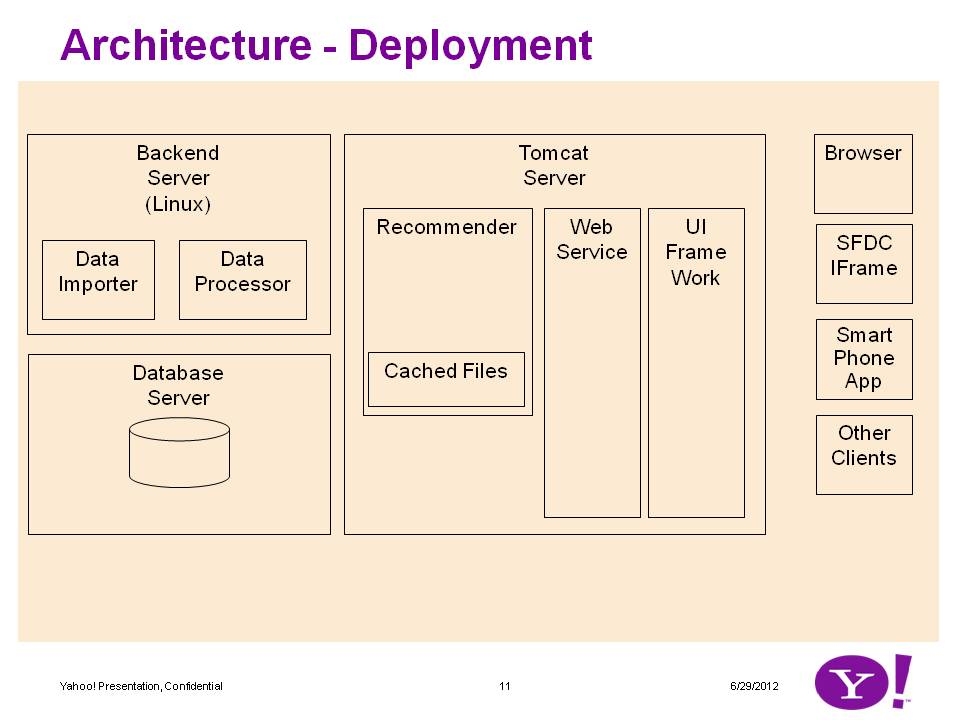 Architecture - Deployment
Backend
Server
(Linux)
Data
Importer
Data
Processor
Database
Server
Tomcat
Server
Recommender
Cached Files
Web
Service
UI
Frame
Work
Browser
SFDC
IFrame
Smart
Phone
App
Other
Clients
Yahoo! Presentation, Confidential
11
6/29/2012
Y!